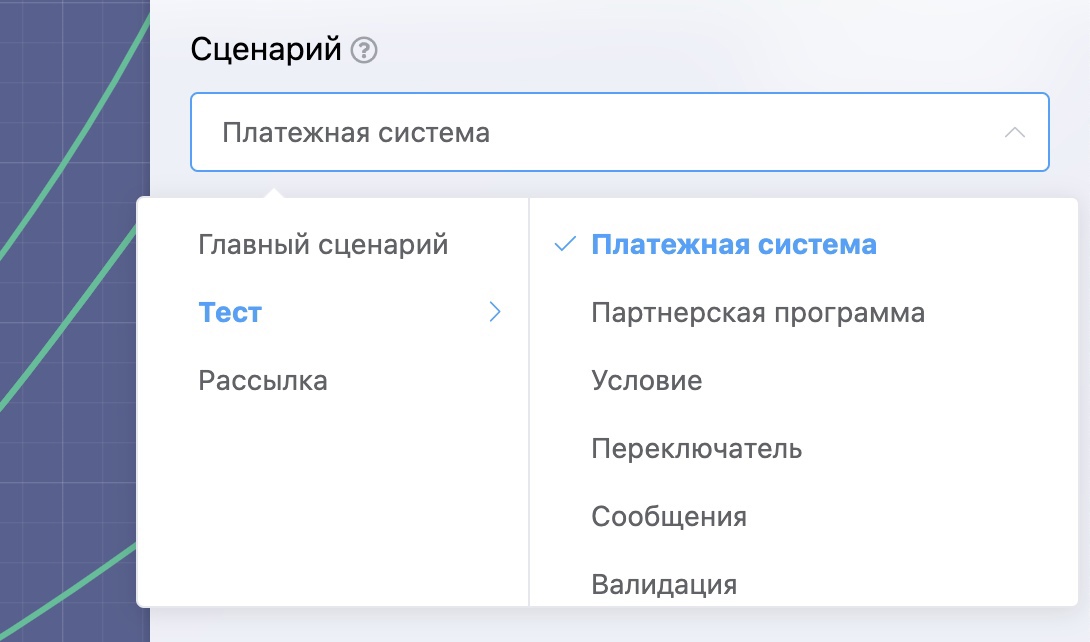 Сценарий ?
Платежная система
Главный сценарий
Тест
Рассылка
Платежная система
Партнерская программа
Условие
Переключатель
Сообщения
Валидация